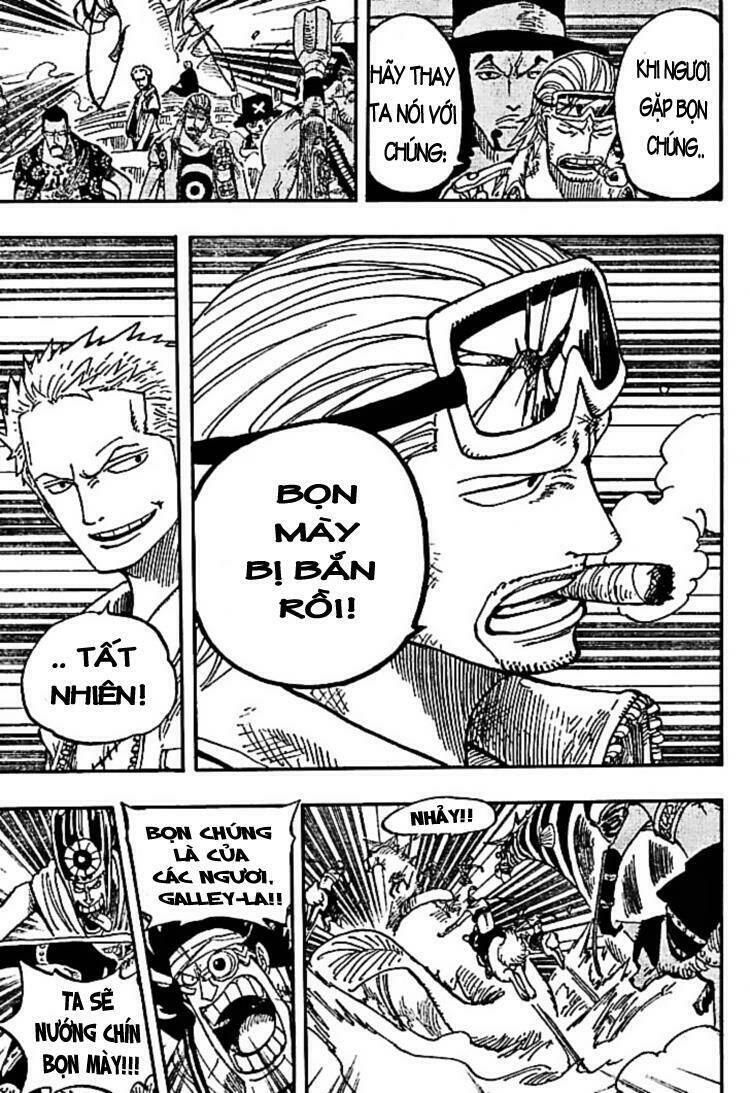 KHI NGƯƠI
GẶP BỌN
CHÚNG..
HÃY THAY
TA NÓI VỚI
CHÚNG:
BỌN
MÀY
BỊ BẮN
RỒI!
.. TẤT
NHIÊN!
NHẢY!!
BỌN CHÚNG
LÀ CỦA
CÁC NGƯƠI,
GALLEY-LA!!
TA SẼ
NƯỚNG CHÍN
BỌN MÀY!!!